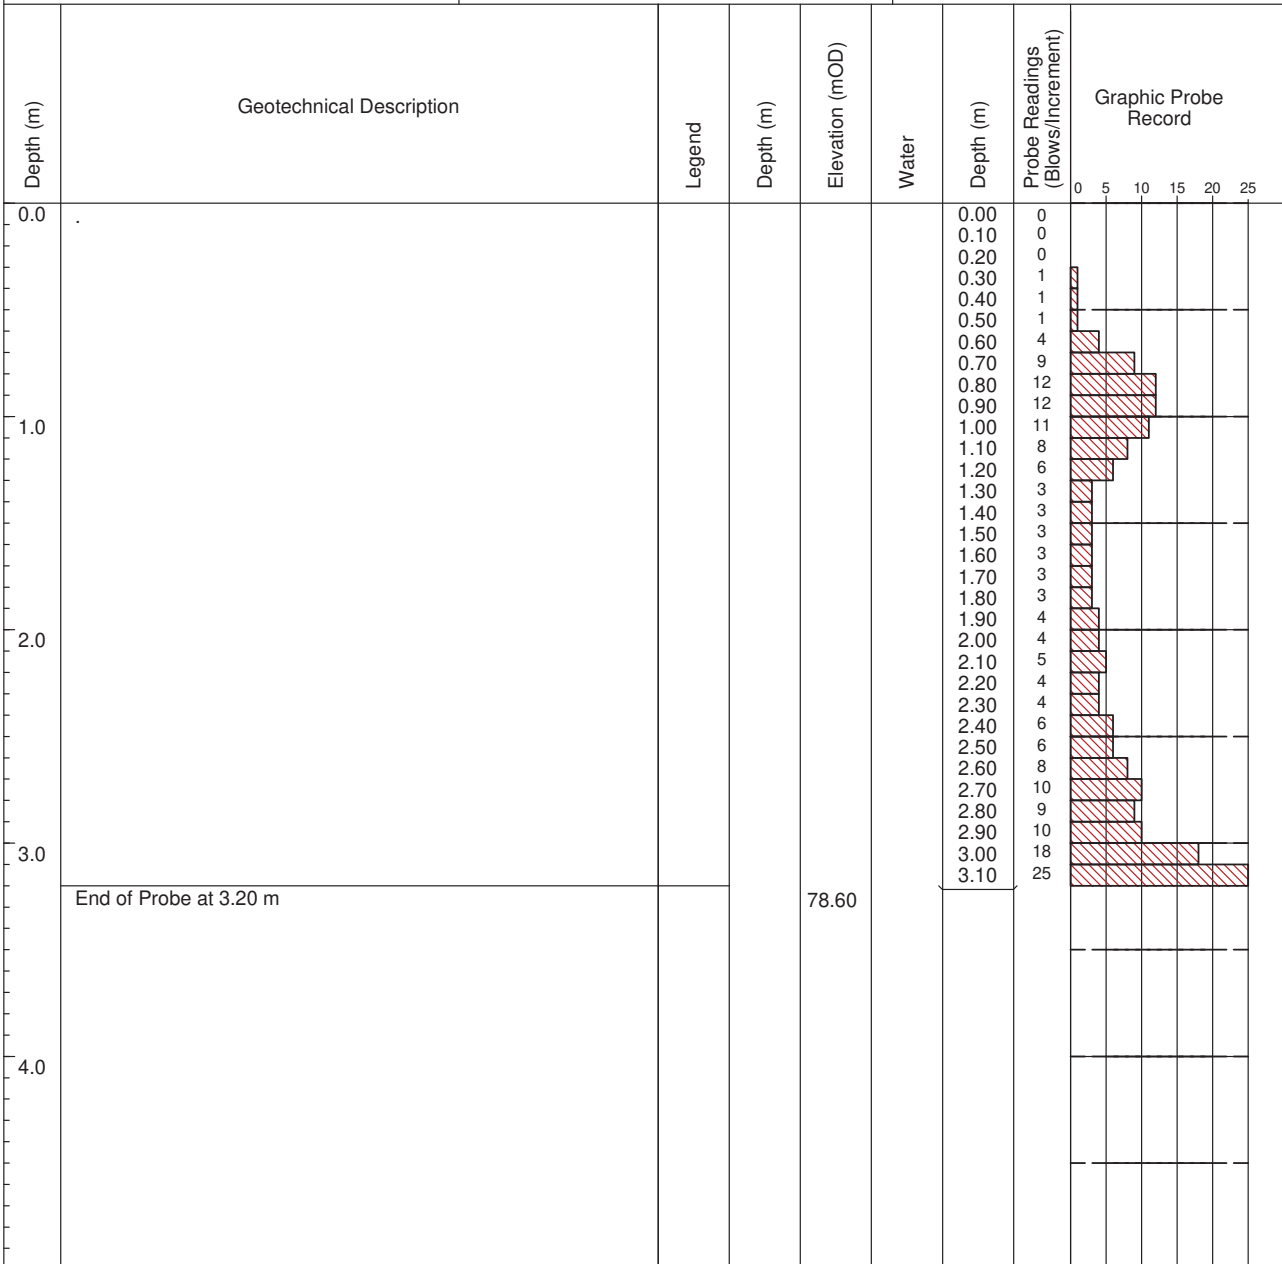 Depth (m)
Geotechnical Description
Legend
Depth (m)
Elevation (mOD)
Water
Depth (m)
Probe Readings
(Blows/Increment)
Graphic Probe
Record
0 5 10 15 20 25
0.0 . 0.00 0
0.10 0
0.20 0
0.30 1
0.40 1
0.50 1
0.60 4
0.70 9
0.80 12
0.90 12
1.0 1.00 11
1.10 8
1.20 6
1.30 3
1.40 3
1.50 3
1.60 3
1.70 3
1.80 3
1.90 4
2.0 2.00 4
2.10 5
2.20 4
2.30 4
2.40 6
2.50 6
2.60 8
2.70 10
2.80 9
2.90 10
3.0 3.00 18
3.10 25
End of Probe at 3.20 m 78.60
4.0